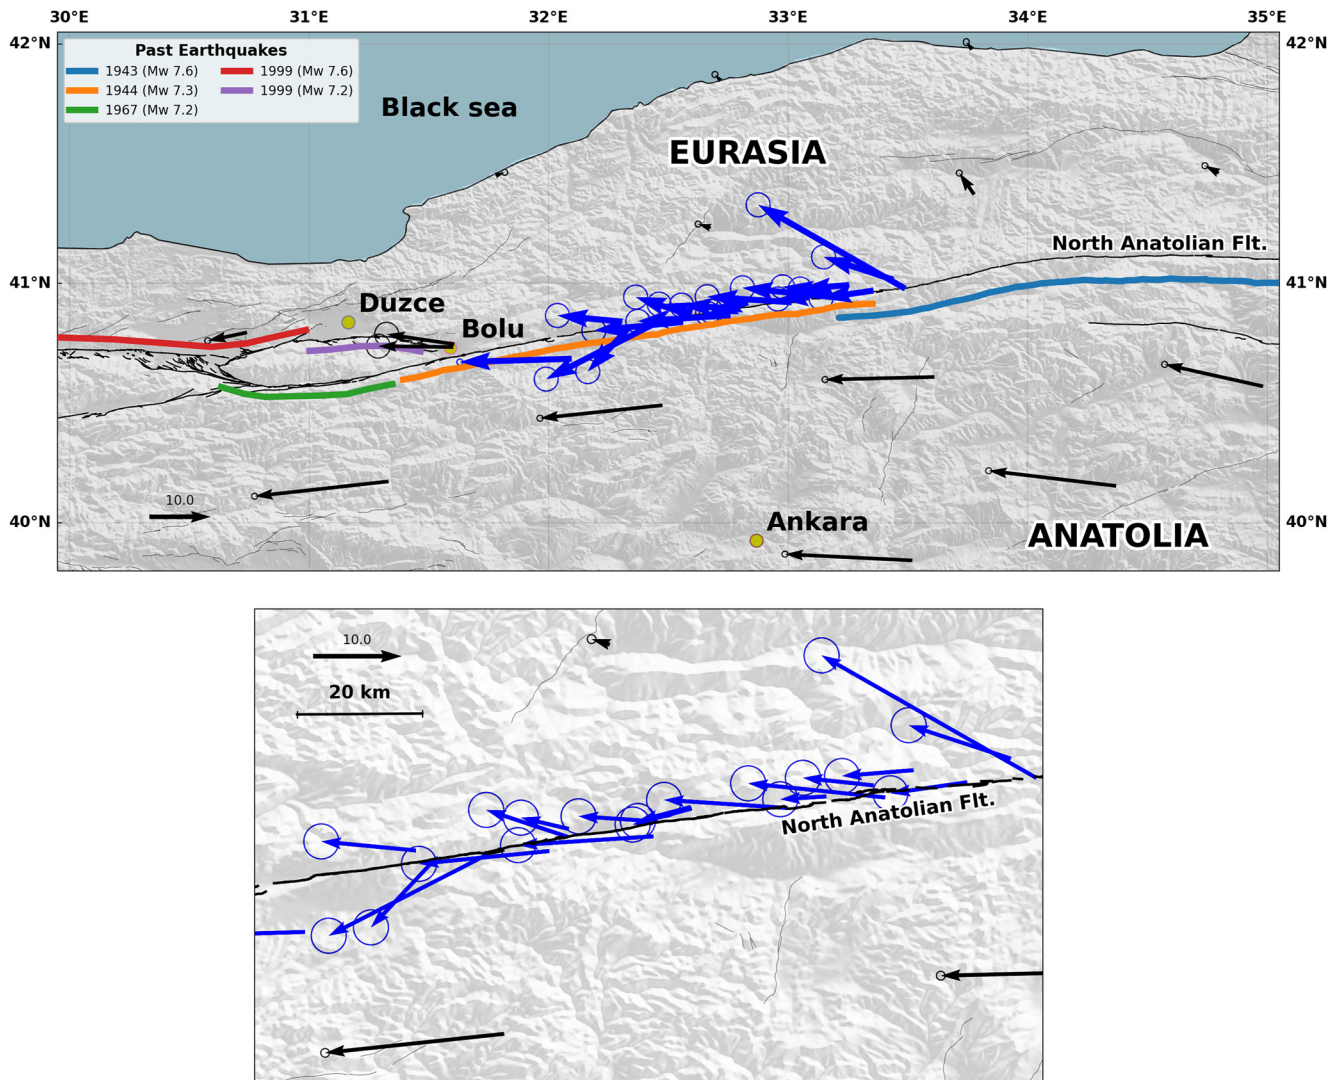 30°E 31°E 32°E 33°E 34°E 35°E
42°N 42°N
Past Earthquakes
1943 (Mw 7.6) 1999 (Mw 7.6)
1944 (Mw 7.3) 1999 (Mw 7.2)
1967 (Mw 7.2)
Black sea
EURASIA
North Anatolian Flt.
41°N 41°N
Duzce
Bolu
10.0
40°N 40°N
Ankara
ANATOLIA
10.0
20 km
North Anatolian Flt.